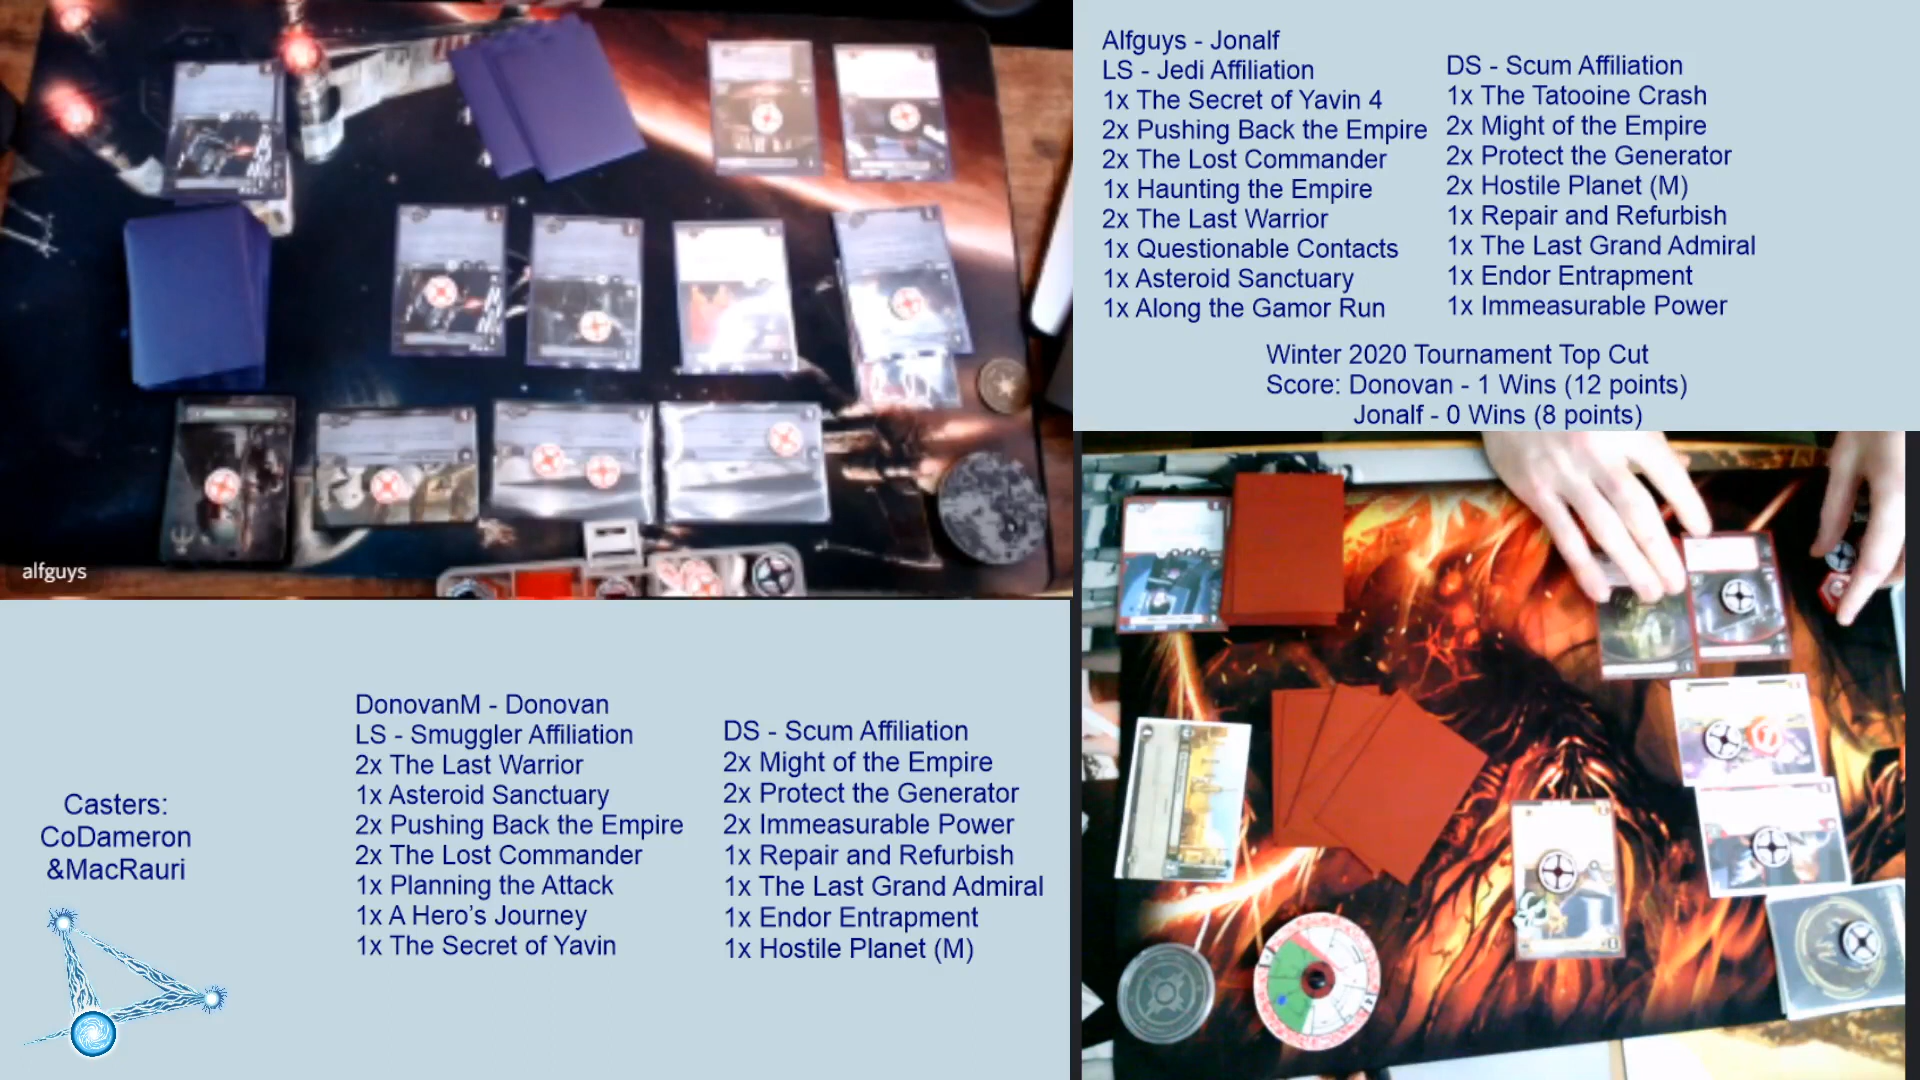 Alfguys - Jonalf
LS - Jedi Affiliation
1x The Secret of Yavin 4
2x Pushing Back the Empire
2x The Lost Commander
1x Haunting the Empire
2x The Last Warrior
1x Questionable Contacts
1x Asteroid Sanctuary
1x Along the Gamor Run
DS - Scum Affiliation
1x The Tatooine Crash
2x Might of the Empire
2x Protect the Generator
2x Hostile Planet (M)
1x Repair and Refurbish
1x The Last Grand Admiral
1x Endor Entrapment
1x Immeasurable Power
Winter 2020 Tournament Top Cut
Score: Donovan - 1 Wins (12 points)
Jonalf - 0 Wins (8 points)
alfguys
Casters:
CoDameron
&MacRauri
DonovanM - Donovan
LS - Smuggler Affiliation
2x The Last Warrior
1x Asteroid Sanctuary
2x Pushing Back the Empire
2x The Lost Commander
1x Planning the Attack
1x A Hero's Journey
1x The Secret of Yavin
DS - Scum Affiliation
2x Might of the Empire
2x Protect the Generator
2x Immeasurable Power
1x Repair and Refurbish
1x The Last Grand Admiral
1x Endor Entrapment
1x Hostile Planet (M)